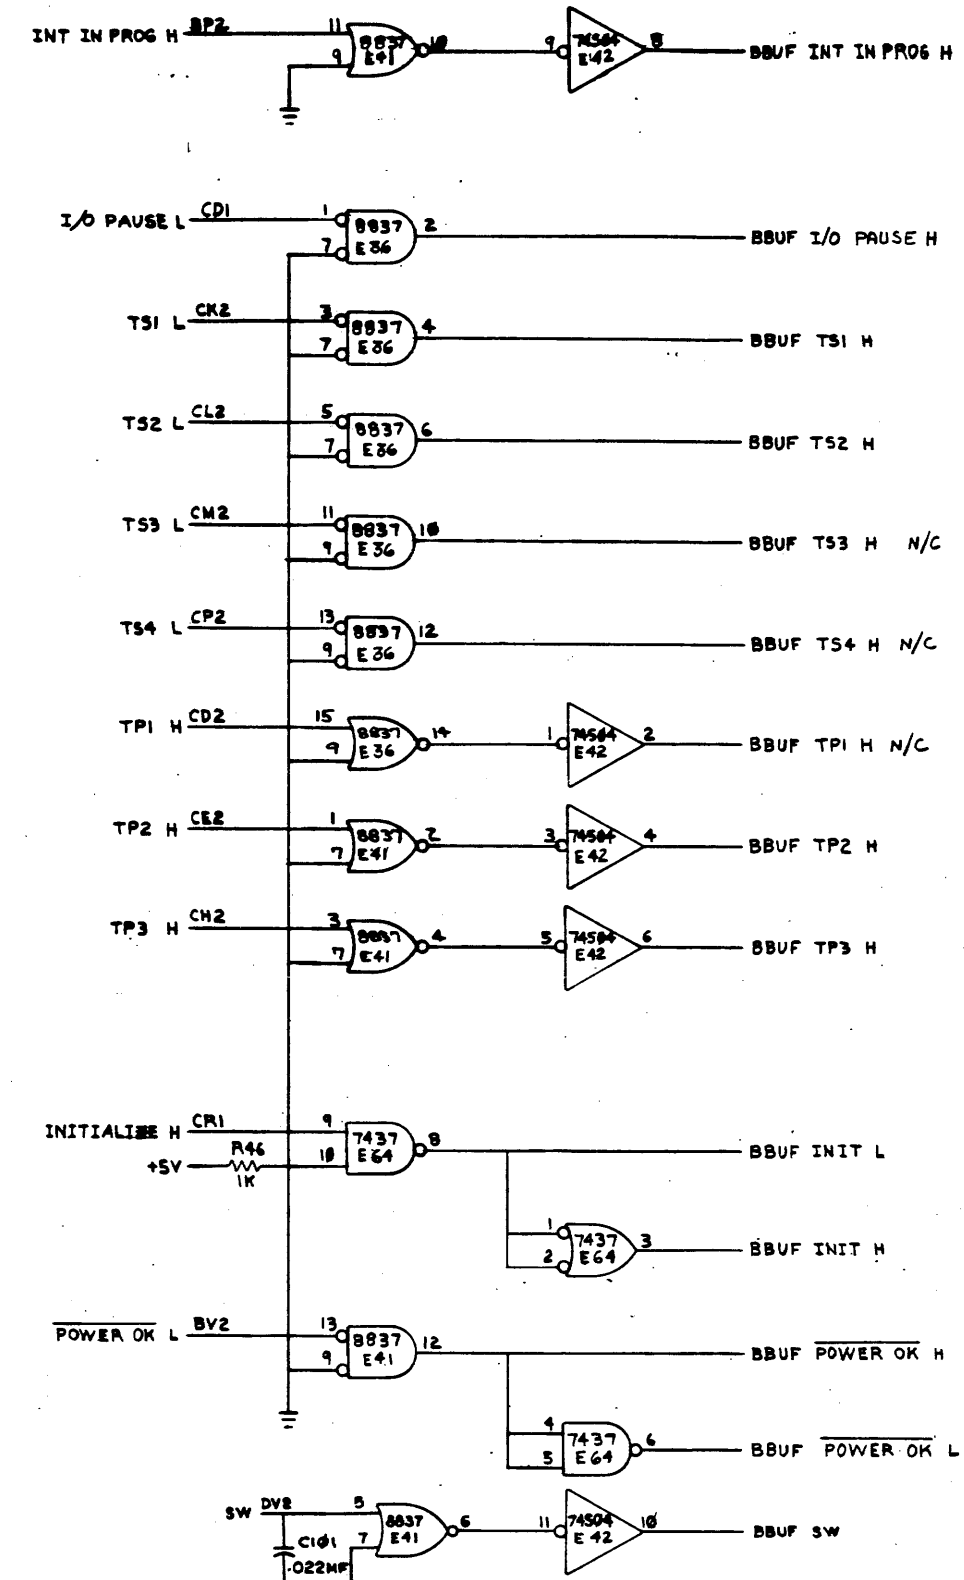 INT IN PROG H BP2 11 9 8837 E41 10 9 74S04 E42 8 BBUF INT IN PROG H
I/O PAUSE L CD1 1 7 8837 E36 2 BBUF I/O PAUSE H
TS1 L CK2 3 7 8837 E36 4 BBUF TS1 H
TS2 L CL2 5 7 8837 E36 6 BBUF TS2 H
TS3 L CM2 11 9 8837 E36 10 BBUF TS3 H N/C
TS4 L CP2 13 9 8837 E36 12 BBUF TS4 H N/C
TP1 H CD2 15 9 8837 E36 14 1 74S04 E42 2 BBUF TP1 H N/C
TP2 H CE2 1 7 8837 E41 2 3 74S04 E42 4 BBUF TP2 H
TP3 H CH2 3 7 8837 E41 4 5 74S04 E42 6 BBUF TP3 H
INITIALIZE H CR1 9 7437 E64 8 BBUF INIT L
+5V R46 1K 10
1 2 7437 E64 3 BBUF INIT H
POWER OK L BV2 13 9 8837 E41 12 BBUF POWER OK H
4 5 7437 E64 6 BBUF POWER OK L
SW DV2 5 7 8837 E41 6 11 74S04 E42 10 BBUF SW
C101
.022MF